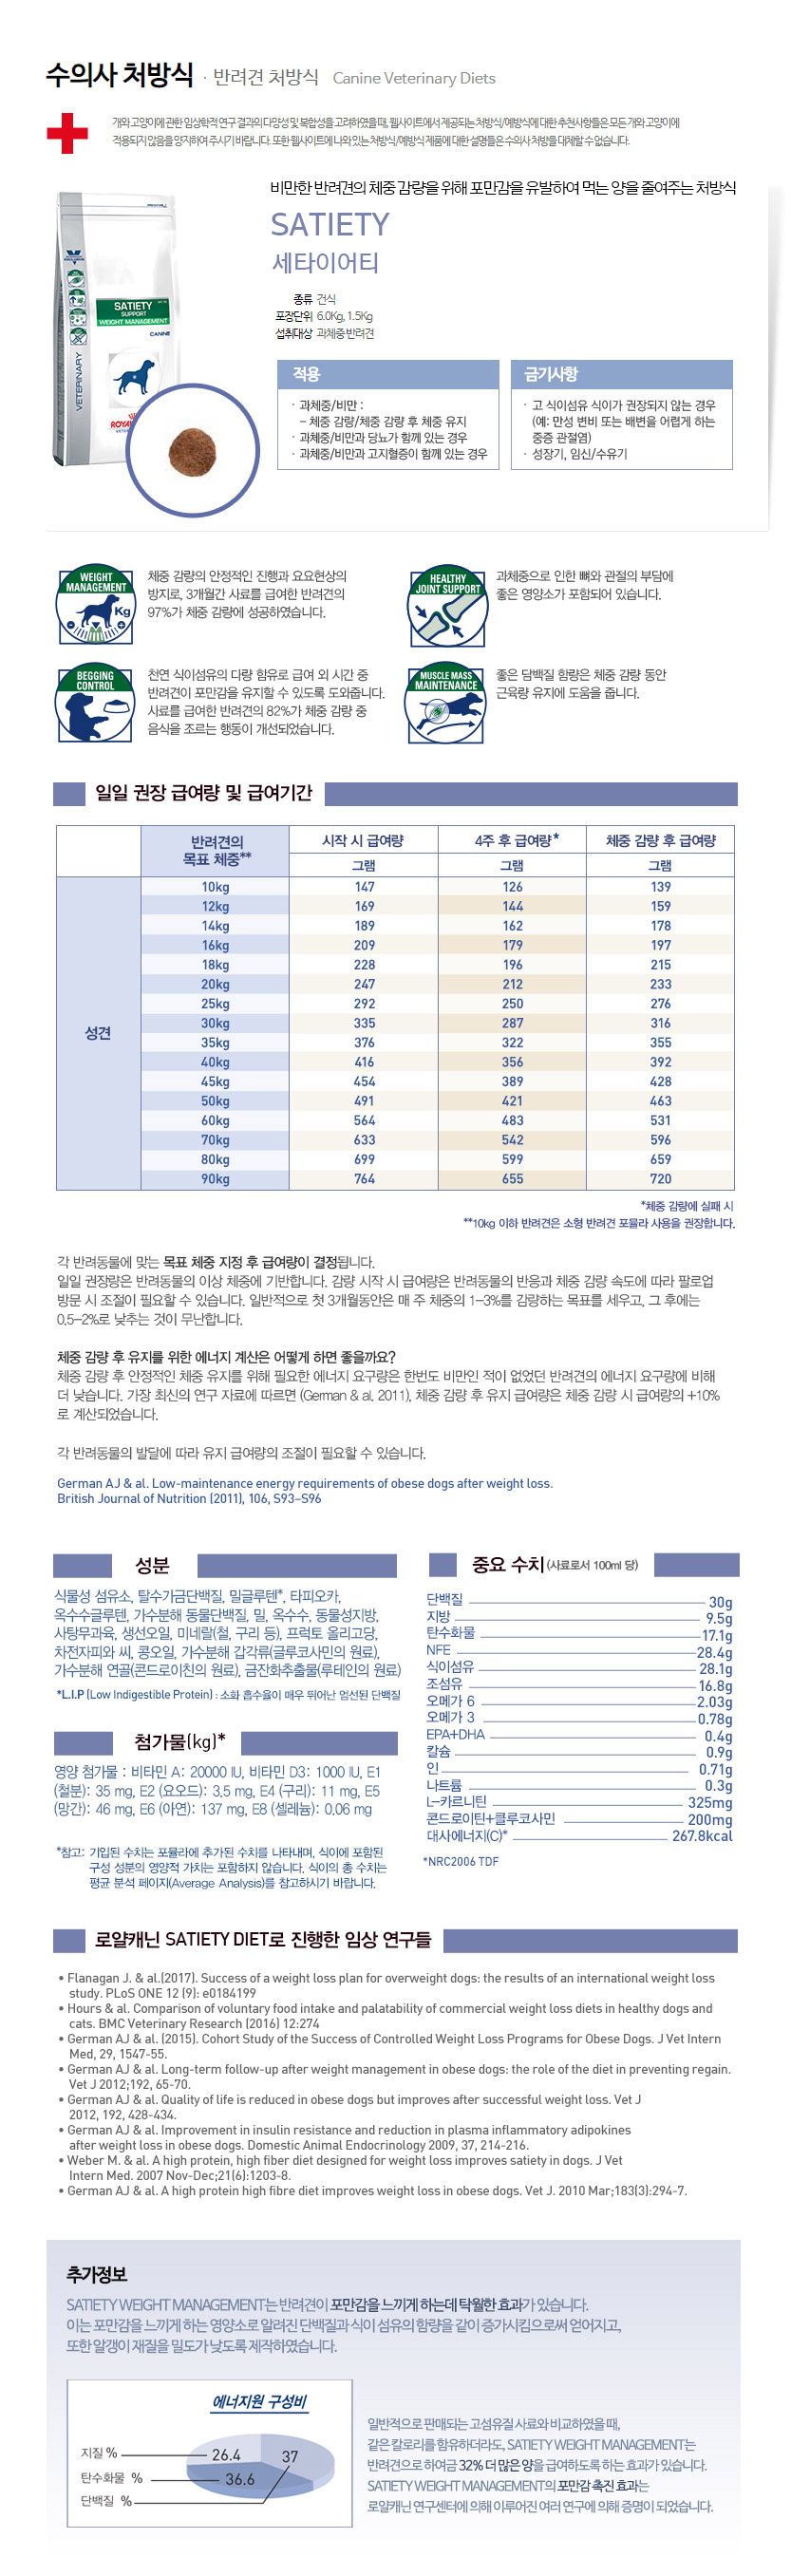 수의사 처방식 · 반려견 처방식 Canine Veterinary Diets
개와 고양이에 관한 임상학적 연구 결과의 다양성 및 복합성을 고려하였을 때, 웹사이트에서 제공되는 처방식/예방식에 대한 추천사항들은 모든 개와 고양이에
적용되지 않음을 양지하여 주시기 바랍니다. 또한 웹사이트에 나와 있는 처방식/예방식 제품에 대한 설명들은 수의사 처방을 대체할 수 없습니다.
비만한 반려견의 체중 감량을 위해 포만감을 유발하여 먹는 양을 줄여주는 처방식
SATIETY
세타이어티
종류 건식
포장단위 6.0Kg, 1.5Kg
섭취대상 과체중 반려견
SATIETY
SUPPORT
WEIGHT MANAGEMENT
CANINE
VETERINARY
ROYA
적용
· 과체중/비만 :
– 체중 감량/체중 감량 후 체중 유지
· 과체중/비만과 당뇨가 함께 있는 경우
· 과체중/비만과 고지혈증이 함께 있는 경우
금기사항
· 고 식이섬유 식이가 권장되지 않는 경우
(예: 만성 변비 또는 배변을 어렵게 하는
중증 관절염)
· 성장기, 임신/수유기
WEIGHT
MANAGEMENT
Kg
체중 감량의 안정적인 진행과 요요현상의
방지로, 3개월간 사료를 급여한 반려견의
97%가 체중 감량에 성공하였습니다.
HEALTHY
JOINT SUPPORT
과체중으로 인한 뼈와 관절의 부담에
좋은 영양소가 포함되어 있습니다.
BEGGING
CONTROL
천연 식이섬유의 다량 함유로 급여 외 시간 중
반려견이 포만감을 유지할 수 있도록 도와줍니다.
사료를 급여한 반려견의 82%가 체중 감량 중
음식을 조르는 행동이 개선되었습니다.
MUSCLE MASS
MAINTENANCE
좋은 담백질 함량은 체중 감량 동안
근육량 유지에 도움을 줍니다.
일일 권장 급여량 및 급여기간
반려견의 목표 체중** 시작 시 급여량 4주 후 급여량* 체중 감량 후 급여량
그램 그램 그램
성견
10kg 147 126 139
12kg 169 144 159
14kg 189 162 178
16kg 209 179 197
18kg 228 196 215
20kg 247 212 233
25kg 292 250 276
30kg 335 287 316
35kg 376 322 355
40kg 416 356 392
45kg 454 389 428
50kg 491 421 463
60kg 564 483 531
70kg 633 542 596
80kg 699 599 659
90kg 764 655 720
*체중 감량에 실패 시
**10kg 이하 반려견은 소형 반려견 포뮬라 사용을 권장합니다.
각 반려동물에 맞는 목표 체중 지정 후 급여량이 결정됩니다.
일일 권장량은 반려동물의 이상 체중에 기반합니다. 감량 시작 시 급여량은 반려동물의 반응과 체중 감량 속도에 따라 팔로업
방문 시 조절이 필요할 수 있습니다. 일반적으로 첫 3개월동안은 매 주 체중의 1–3%를 감량하는 목표를 세우고, 그 후에는
0.5–2%로 낮추는 것이 무난합니다.
체중 감량 후 유지를 위한 에너지 계산은 어떻게 하면 좋을까요?
체중 감량 후 안정적인 체중 유지를 위해 필요한 에너지 요구량은 한번도 비만인 적이 없었던 반려견의 에너지 요구량에 비해
더 낮습니다. 가장 최신의 연구 자료에 따르면 (German & al. 2011), 체중 감량 후 유지 급여량은 체중 감량 시 급여량의 +10%
로 계산되었습니다.
각 반려동물의 발달에 따라 유지 급여량의 조절이 필요할 수 있습니다.
German AJ & al. Low-maintenance energy requirements of obese dogs after weight loss.
British Journal of Nutrition (2011), 106, S93–S96
성분
식물성 섬유소, 탈수가금단백질, 밀글루텐*, 타피오카,
옥수수글루텐, 가수분해 동물단백질, 밀, 옥수수, 동물성지방,
사탕무과육, 생선오일, 미네랄(철, 구리 등), 프럭토 올리고당,
차전자피와 씨, 콩오일, 가수분해 갑각류(글루코사민의 원료),
가수분해 연골(콘드로이친의 원료), 금잔화추출물(루테인의 원료)
*L.I.P (Low Indigestible Protein) : 소화 흡수율이 매우 뛰어난 엄선된 단백질
첨가물(kg)*
영양 첨가물 : 비타민 A: 20000 IU, 비타민 D3: 1000 IU, E1
(철분): 35 mg, E2 (요오드): 3.5 mg, E4 (구리): 11 mg, E5
(망간): 46 mg, E6 (아연): 137 mg, E8 (셀레늄): 0.06 mg
*참고: 기입된 수치는 포뮬라에 추가된 수치를 나타내며, 식이에 포함된
구성 성분의 영양적 가치는 포함하지 않습니다. 식이의 총 수치는
평균 분석 페이지(Average Analysis)를 참고하시기 바랍니다.
중요 수치 (사료로서 100ml 당)
단백질 30g
지방 9.5g
탄수화물 17.1g
NFE 28.4g
식이섬유 28.1g
조섬유 16.8g
오메가 6 2.03g
오메가 3 0.78g
EPA+DHA 0.4g
칼슘 0.9g
인 0.71g
나트륨 0.3g
L–카르니틴 325mg
콘드로이틴+클루코사민 200mg
대사에너지(C)* 267.8kcal
*NRC2006 TDF
로얄캐닌 SATIETY DIET로 진행한 임상 연구들
• Flanagan J. & al.(2017). Success of a weight loss plan for overweight dogs: the results of an international weight loss
study. PLoS ONE 12 (9): e0184199
• Hours & al. Comparison of voluntary food intake and palatability of commercial weight loss diets in healthy dogs and
cats. BMC Veterinary Research (2016) 12:274
• German AJ & al. (2015). Cohort Study of the Success of Controlled Weight Loss Programs for Obese Dogs. J Vet Intern
Med, 29, 1547-55.
• German AJ & al. Long-term follow-up after weight management in obese dogs: the role of the diet in preventing regain.
Vet J 2012;192, 65-70.
• German AJ & al. Quality of life is reduced in obese dogs but improves after successful weight loss. Vet J
2012, 192, 428-434.
• German AJ & al. Improvement in insulin resistance and reduction in plasma inflammatory adipokines
after weight loss in obese dogs. Domestic Animal Endocrinology 2009, 37, 214-216.
• Weber M. & al. A high protein, high fiber diet designed for weight loss improves satiety in dogs. J Vet
Intern Med. 2007 Nov-Dec;21(6):1203-8.
• German AJ & al. A high protein high fibre diet improves weight loss in obese dogs. Vet J. 2010 Mar;183(3):294-7.
추가정보
SATIETY WEIGHT MANAGEMENT는 반려견이 포만감을 느끼게 하는데 탁월한 효과가 있습니다.
이는 포만감을 느끼게 하는 영양소로 알려진 단백질과 식이 섬유의 함량을 같이 증가시킴으로써 얻어지고,
또한 알갱이 재질을 밀도가 낮도록 제작하였습니다.
에너지원 구성비
지질 % 26.4
탄수화물 % 36.6
단백질 % 37
일반적으로 판매되는 고섬유질 사료와 비교하였을 때,
같은 칼로리를 함유하더라도, SATIETY WEIGHT MANAGEMENT는
반려견으로 하여금 32% 더 많은 양을 급여하도록 하는 효과가 있습니다.
SATIETY WEIGHT MANAGEMENT의 포만감 촉진 효과는
로얄캐닌 연구센터에 의해 이루어진 여러 연구에 의해 증명이 되었습니다.